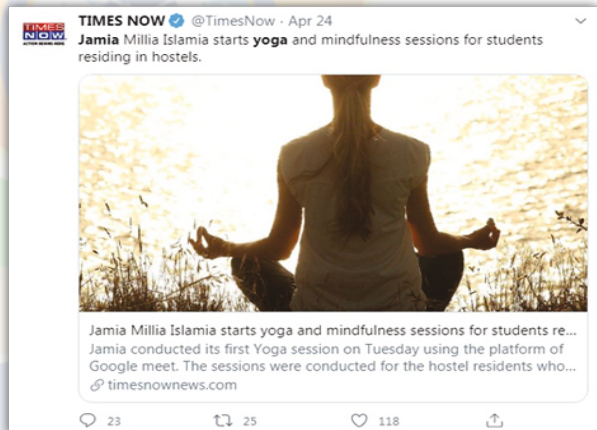 TIMES NOW @TimesNow · Apr 24
TIMES
NOW
ACTION BEGINS HERE
Jamia Millia Islamia starts yoga and mindfulness sessions for students
residing in hostels.
Jamia Millia Islamia starts yoga and mindfulness sessions for students re...
Jamia conducted its first Yoga session on Tuesday using the platform of
Google meet. The sessions were conducted for the hostel residents who...
timesnownews.com
23 25 118